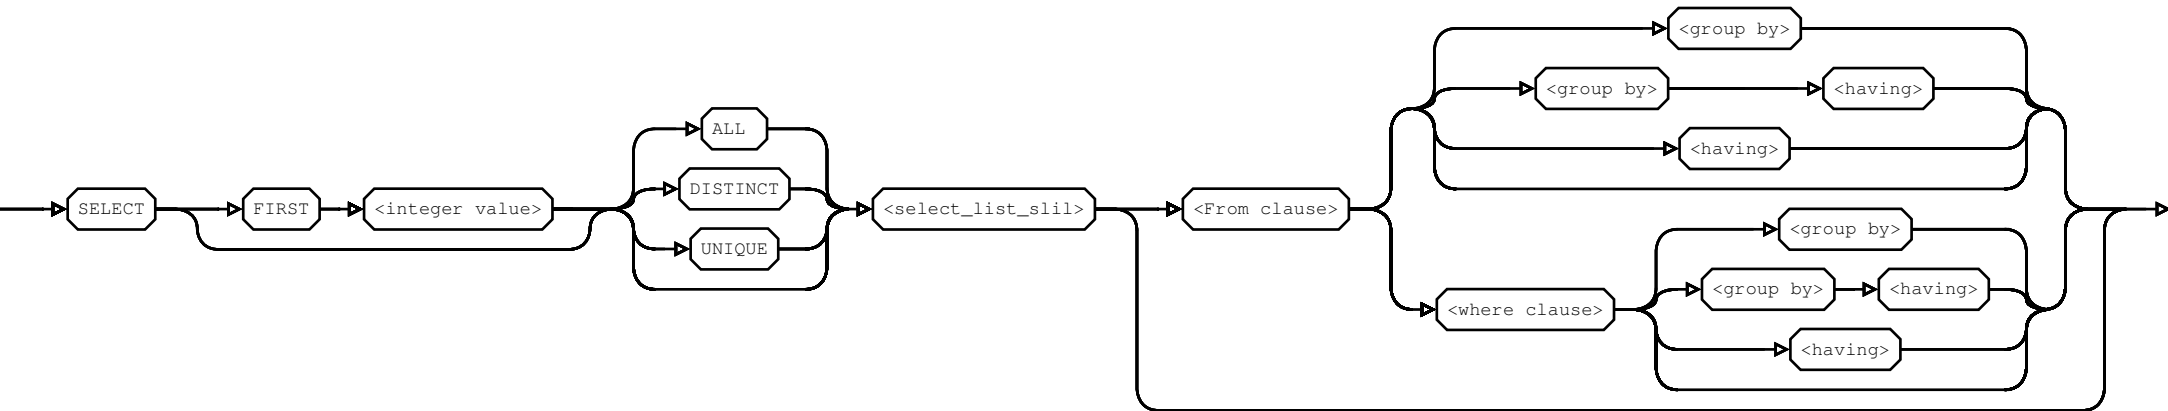 <group by>
<group by> <having>
ALL
<having>
SELECT FIRST <integer value> DISTINCT <select_list_slil> <From clause>
UNIQUE
<group by>
<group by> <having>
<where clause>
<having>